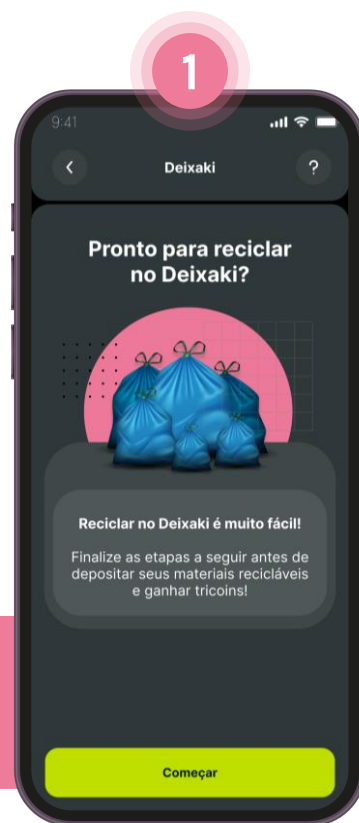 1
9:41
Deixaki
?
Pronto para reciclar
no Deixaki?
Reciclar no Deixaki é muito fácil!
Finalize as etapas a seguir antes de
depositar seus materiais recicláveis
e ganhar tricoins!
Começar